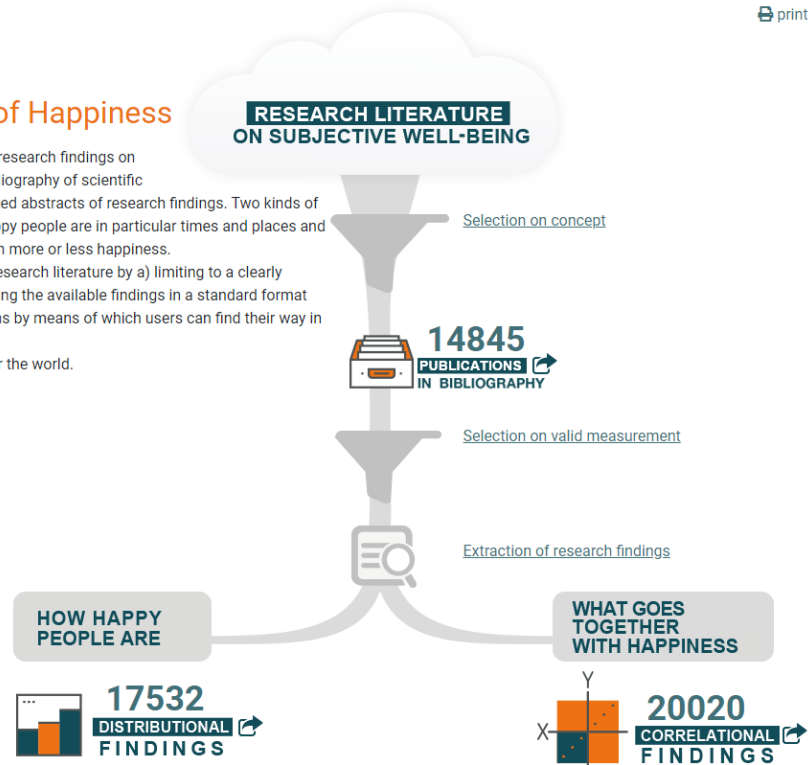 print
of Happiness
research findings on
liography of scientific
ed abstracts of research findings. Two kinds of
py people are in particular times and places and
n more or less happiness.
esearch literature by a) limiting to a clearly
ng the available findings in a standard format
s by means of which users can find their way in
r the world.
RESEARCH LITERATURE
ON SUBJECTIVE WELL-BEING
Selection on concept
14845
PUBLICATIONS
IN BIBLIOGRAPHY
Selection on valid measurement
Extraction of research findings
HOW HAPPY
PEOPLE ARE
17532
DISTRIBUTIONAL
FINDINGS
WHAT GOES
TOGETHER
WITH HAPPINESS
Y
X
20020
CORRELATIONAL
FINDINGS